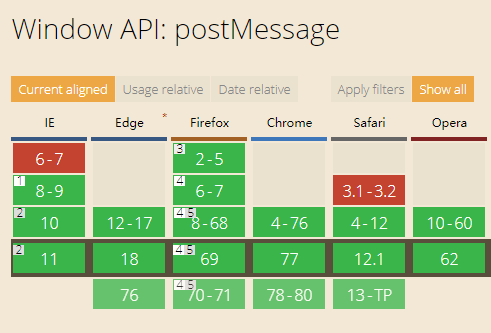 Window API: postMessage
Current aligned Usage relative Date relative Apply filters Show all
IE Edge * Firefox Chrome Safari Opera
6-7 3 2-5
1 8-9 4 6-7 3.1-3.2
2 10 12-17 4 5 8-68 4-76 4-12 10-60
2 11 18 4 5 69 77 12.1 62
76 4 5 70-71 78-80 13-TP